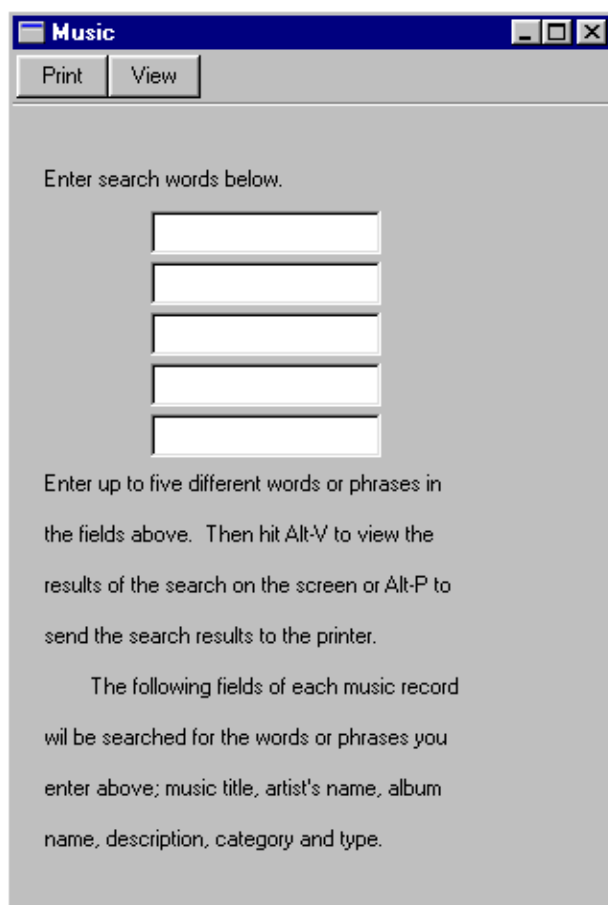 Music
Print View
Enter search words below.
Enter up to five different words or phrases in
the fields above.  Then hit Alt-V to view the
results of the search on the screen or Alt-P to
send the search results to the printer.
The following fields of each music record
wil be searched for the words or phrases you
enter above; music title, artist's name, album
name, description, category and type.